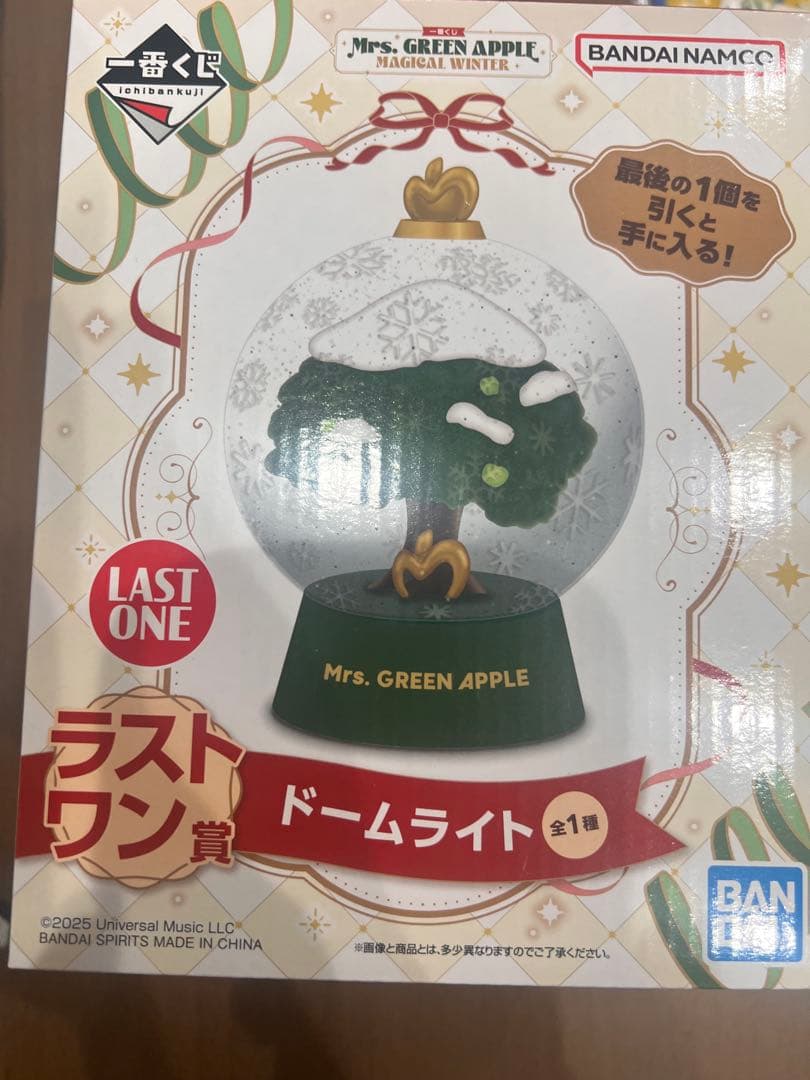 一番くじ
ichibankuji
一番くじ
Mrs. GREEN APPLE
MAGICAL WINTER
BANDAI NAMCO
最後の1個を
引くと
手に入る!
Mrs. GREEN APPLE
LAST
ONE
ラスト
ワン賞
ドームライト 全1種
©2025 Universal Music LLC
BANDAI SPIRITS MADE IN CHINA
※画像と商品とは、多少異なりますのでご了承ください。
BAN